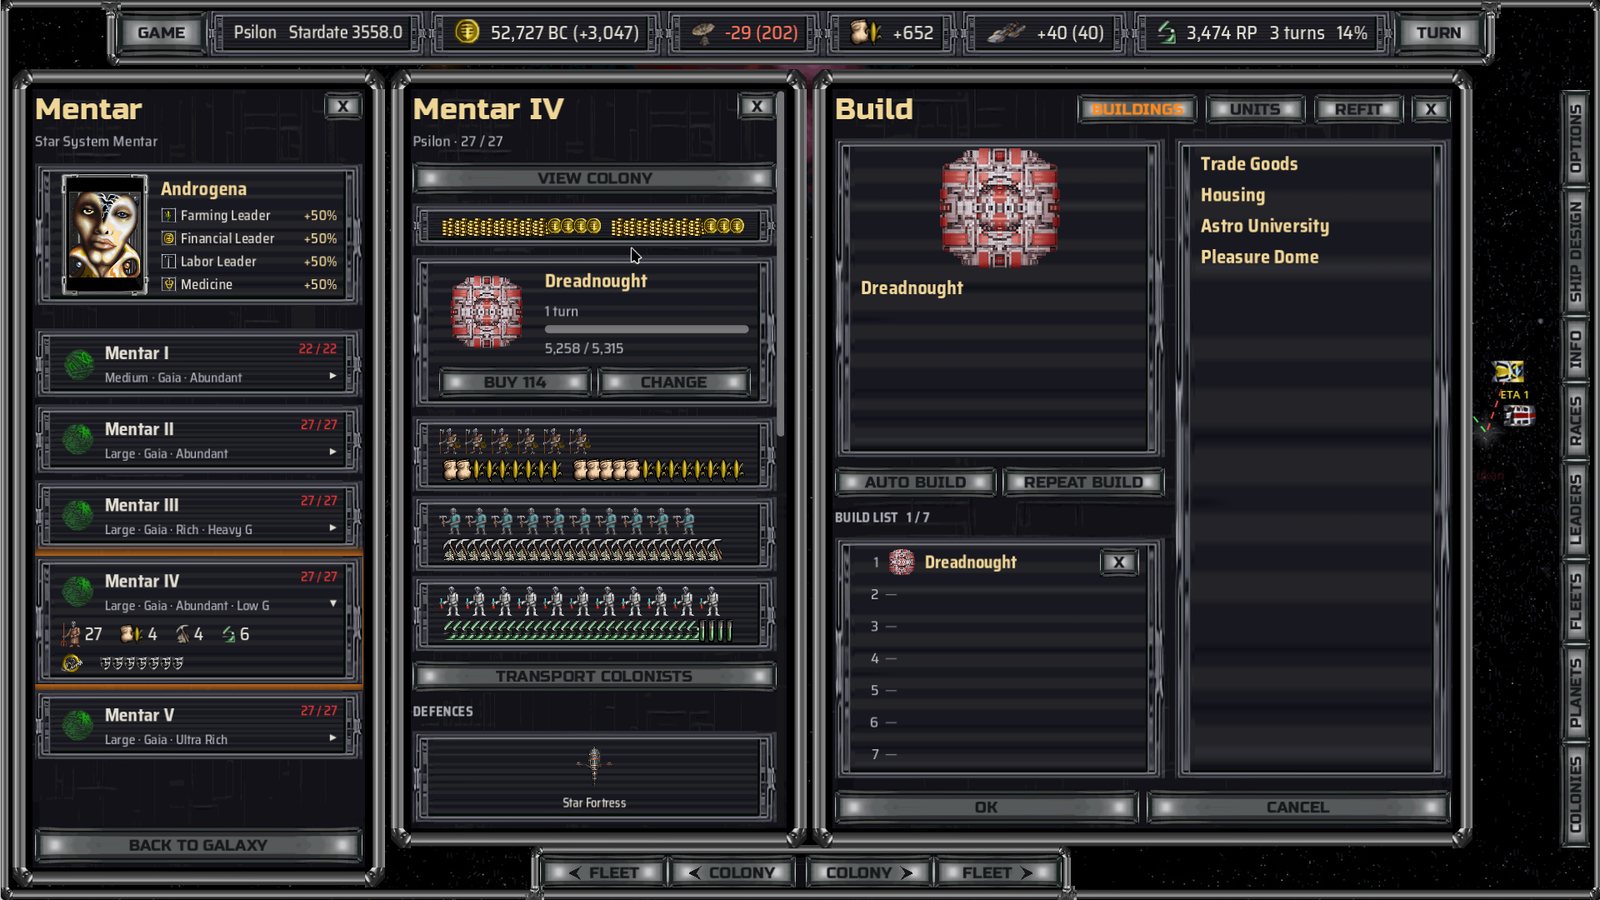 GAME
Psilon Stardate 3558.0
52,727 BC (+3,047)
-29 (202)
+652
+40 (40)
3,474 RP 3 turns 14%
TURN
Mentar
X
Star System Mentar
Androgena
Farming Leader +50%
Financial Leader +50%
Labor Leader +50%
Medicine +50%
Mentar I 22 / 22
Medium · Gaia · Abundant
Mentar II 27 / 27
Large · Gaia · Abundant
Mentar III 27 / 27
Large · Gaia · Rich · Heavy G
Mentar IV 27 / 27
Large · Gaia · Abundant · Low G
27 4 4 6
Mentar V 27 / 27
Large · Gaia · Ultra Rich
BACK TO GALAXY
Mentar IV
X
Psilon · 27 / 27
VIEW COLONY
Dreadnought
1 turn
5,258 / 5,315
BUY 114
CHANGE
TRANSPORT COLONISTS
DEFENCES
Star Fortress
Build
BUILDINGS
UNITS
REFIT
X
Dreadnought
AUTO BUILD
REPEAT BUILD
BUILD LIST 1 / 7
1 Dreadnought X
2 —
3 —
4 —
5 —
6 —
7 —
Trade Goods
Housing
Astro University
Pleasure Dome
OK
CANCEL
ETA 1
OPTIONS
SHIP DESIGN
INFO
RACES
LEADERS
FLEETS
PLANETS
COLONIES
< FLEET
< COLONY
COLONY >
FLEET >